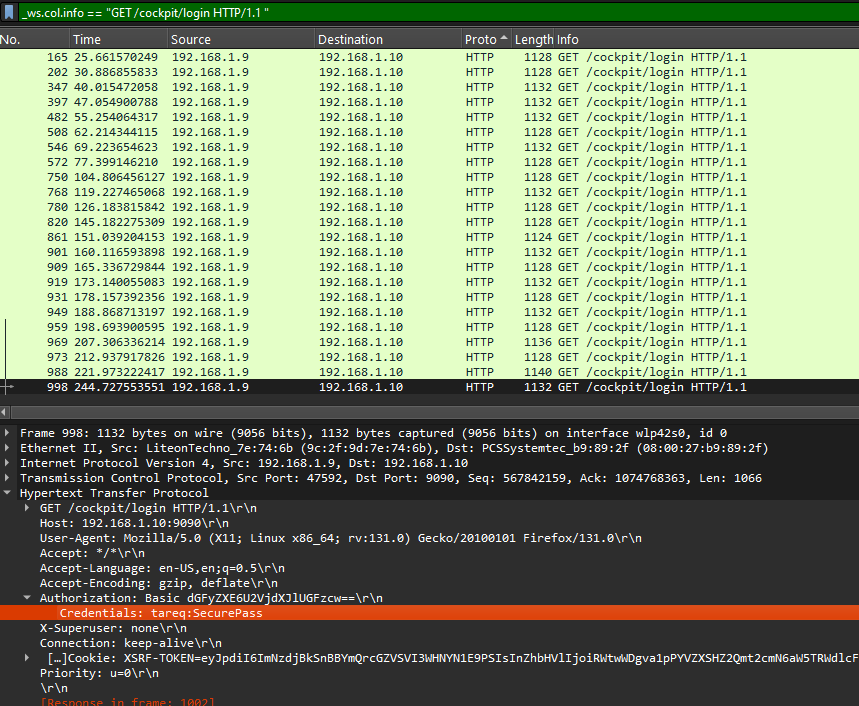 _ws.col.info == "GET /cockpit/login HTTP/1.1 "
No. Time Source Destination Proto Length Info
165 25.661570249 192.168.1.9 192.168.1.10 HTTP 1128 GET /cockpit/login HTTP/1.1
202 30.886855833 192.168.1.9 192.168.1.10 HTTP 1128 GET /cockpit/login HTTP/1.1
347 40.015472058 192.168.1.9 192.168.1.10 HTTP 1132 GET /cockpit/login HTTP/1.1
397 47.054900788 192.168.1.9 192.168.1.10 HTTP 1132 GET /cockpit/login HTTP/1.1
482 55.254064317 192.168.1.9 192.168.1.10 HTTP 1132 GET /cockpit/login HTTP/1.1
508 62.214344115 192.168.1.9 192.168.1.10 HTTP 1128 GET /cockpit/login HTTP/1.1
546 69.223654623 192.168.1.9 192.168.1.10 HTTP 1132 GET /cockpit/login HTTP/1.1
572 77.399146210 192.168.1.9 192.168.1.10 HTTP 1128 GET /cockpit/login HTTP/1.1
750 104.806456127 192.168.1.9 192.168.1.10 HTTP 1128 GET /cockpit/login HTTP/1.1
768 119.227465068 192.168.1.9 192.168.1.10 HTTP 1132 GET /cockpit/login HTTP/1.1
780 126.183815842 192.168.1.9 192.168.1.10 HTTP 1128 GET /cockpit/login HTTP/1.1
820 145.182275309 192.168.1.9 192.168.1.10 HTTP 1128 GET /cockpit/login HTTP/1.1
861 151.039204153 192.168.1.9 192.168.1.10 HTTP 1124 GET /cockpit/login HTTP/1.1
901 160.116593898 192.168.1.9 192.168.1.10 HTTP 1132 GET /cockpit/login HTTP/1.1
909 165.336729844 192.168.1.9 192.168.1.10 HTTP 1128 GET /cockpit/login HTTP/1.1
919 173.140055083 192.168.1.9 192.168.1.10 HTTP 1132 GET /cockpit/login HTTP/1.1
931 178.157392356 192.168.1.9 192.168.1.10 HTTP 1128 GET /cockpit/login HTTP/1.1
949 188.868713197 192.168.1.9 192.168.1.10 HTTP 1132 GET /cockpit/login HTTP/1.1
959 198.693900595 192.168.1.9 192.168.1.10 HTTP 1128 GET /cockpit/login HTTP/1.1
969 207.306336214 192.168.1.9 192.168.1.10 HTTP 1136 GET /cockpit/login HTTP/1.1
973 212.937917826 192.168.1.9 192.168.1.10 HTTP 1128 GET /cockpit/login HTTP/1.1
988 221.973222417 192.168.1.9 192.168.1.10 HTTP 1140 GET /cockpit/login HTTP/1.1
998 244.727553551 192.168.1.9 192.168.1.10 HTTP 1132 GET /cockpit/login HTTP/1.1
Frame 998: 1132 bytes on wire (9056 bits), 1132 bytes captured (9056 bits) on interface wlp42s0, id 0
Ethernet II, Src: LiteonTechno_7e:74:6b (9c:2f:9d:7e:74:6b), Dst: PCSSystemtec_b9:89:2f (08:00:27:b9:89:2f)
Internet Protocol Version 4, Src: 192.168.1.9, Dst: 192.168.1.10
Transmission Control Protocol, Src Port: 47592, Dst Port: 9090, Seq: 567842159, Ack: 1074768363, Len: 1066
Hypertext Transfer Protocol
GET /cockpit/login HTTP/1.1\r\n
Host: 192.168.1.10:9090\r\n
User-Agent: Mozilla/5.0 (X11; Linux x86_64; rv:131.0) Gecko/20100101 Firefox/131.0\r\n
Accept: */*\r\n
Accept-Language: en-US,en;q=0.5\r\n
Accept-Encoding: gzip, deflate\r\n
Authorization: Basic dGFyZXE6U2VjdXJlUGFzcw==\r\n
Credentials: tareq:SecurePass
X-Superuser: none\r\n
Connection: keep-alive\r\n
[…]Cookie: XSRF-TOKEN=eyJpdiI6ImNzdjBkSnBBYmQrcGZVSVI3WHNYN1E9PSIsInZhbHVlIjoiRWtwWDgva1pPYVZXSHZ2Qmt2cmN6aW5TRWdlcF
Priority: u=0\r\n
\r\n
[Response in frame: 1002]